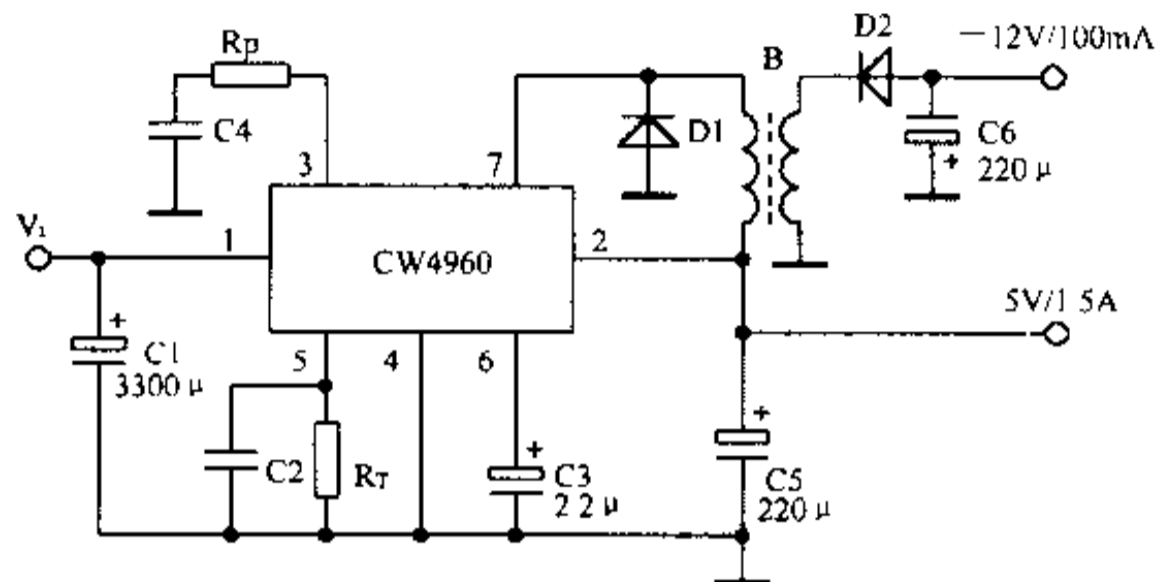 Rp
C4
3
V₁
1
CW4960
7
D1
B
D2
－12V/100mA
C6
+
220 μ
2
5V/1 5A
+
C1
3300 μ
5
4
6
C2
RT
+
C3
2 2 μ
+
C5
220 μ